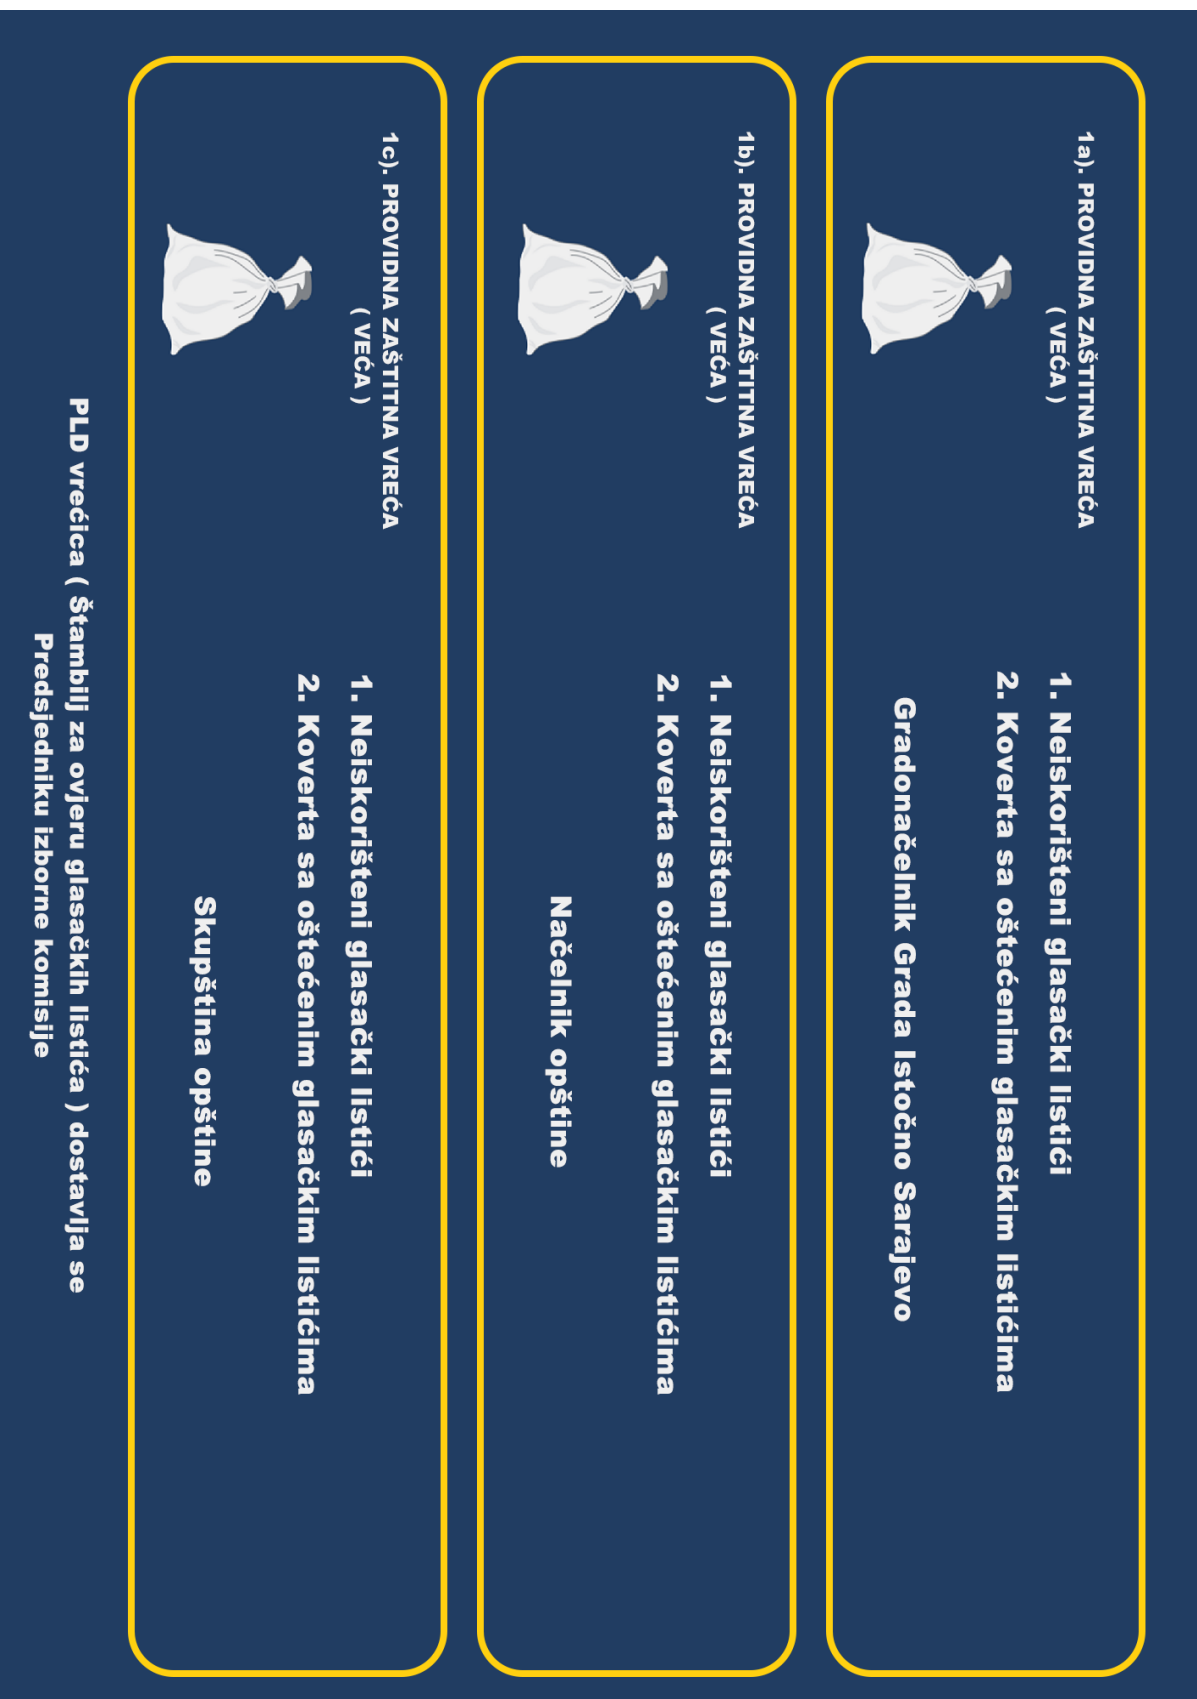 1a). PROVIDNA ZAŠTITNA VREĆA
( VEĆA )
1. Neiskorišteni glasački listići
2. Koverta sa oštećenim glasačkim listićima
Gradonačelnik Grada Istočno Sarajevo
1b). PROVIDNA ZAŠTITNA VREĆA
( VEĆA )
1. Neiskorišteni glasački listići
2. Koverta sa oštećenim glasačkim listićima
Načelnik opštine
1c). PROVIDNA ZAŠTITNA VREĆA
( VEĆA )
1. Neiskorišteni glasački listići
2. Koverta sa oštećenim glasačkim listićima
Skupština opštine
PLD vrećica ( Štambilj za ovjeru glasačkih listića ) dostavlja se
Predsjedniku izborne komisije